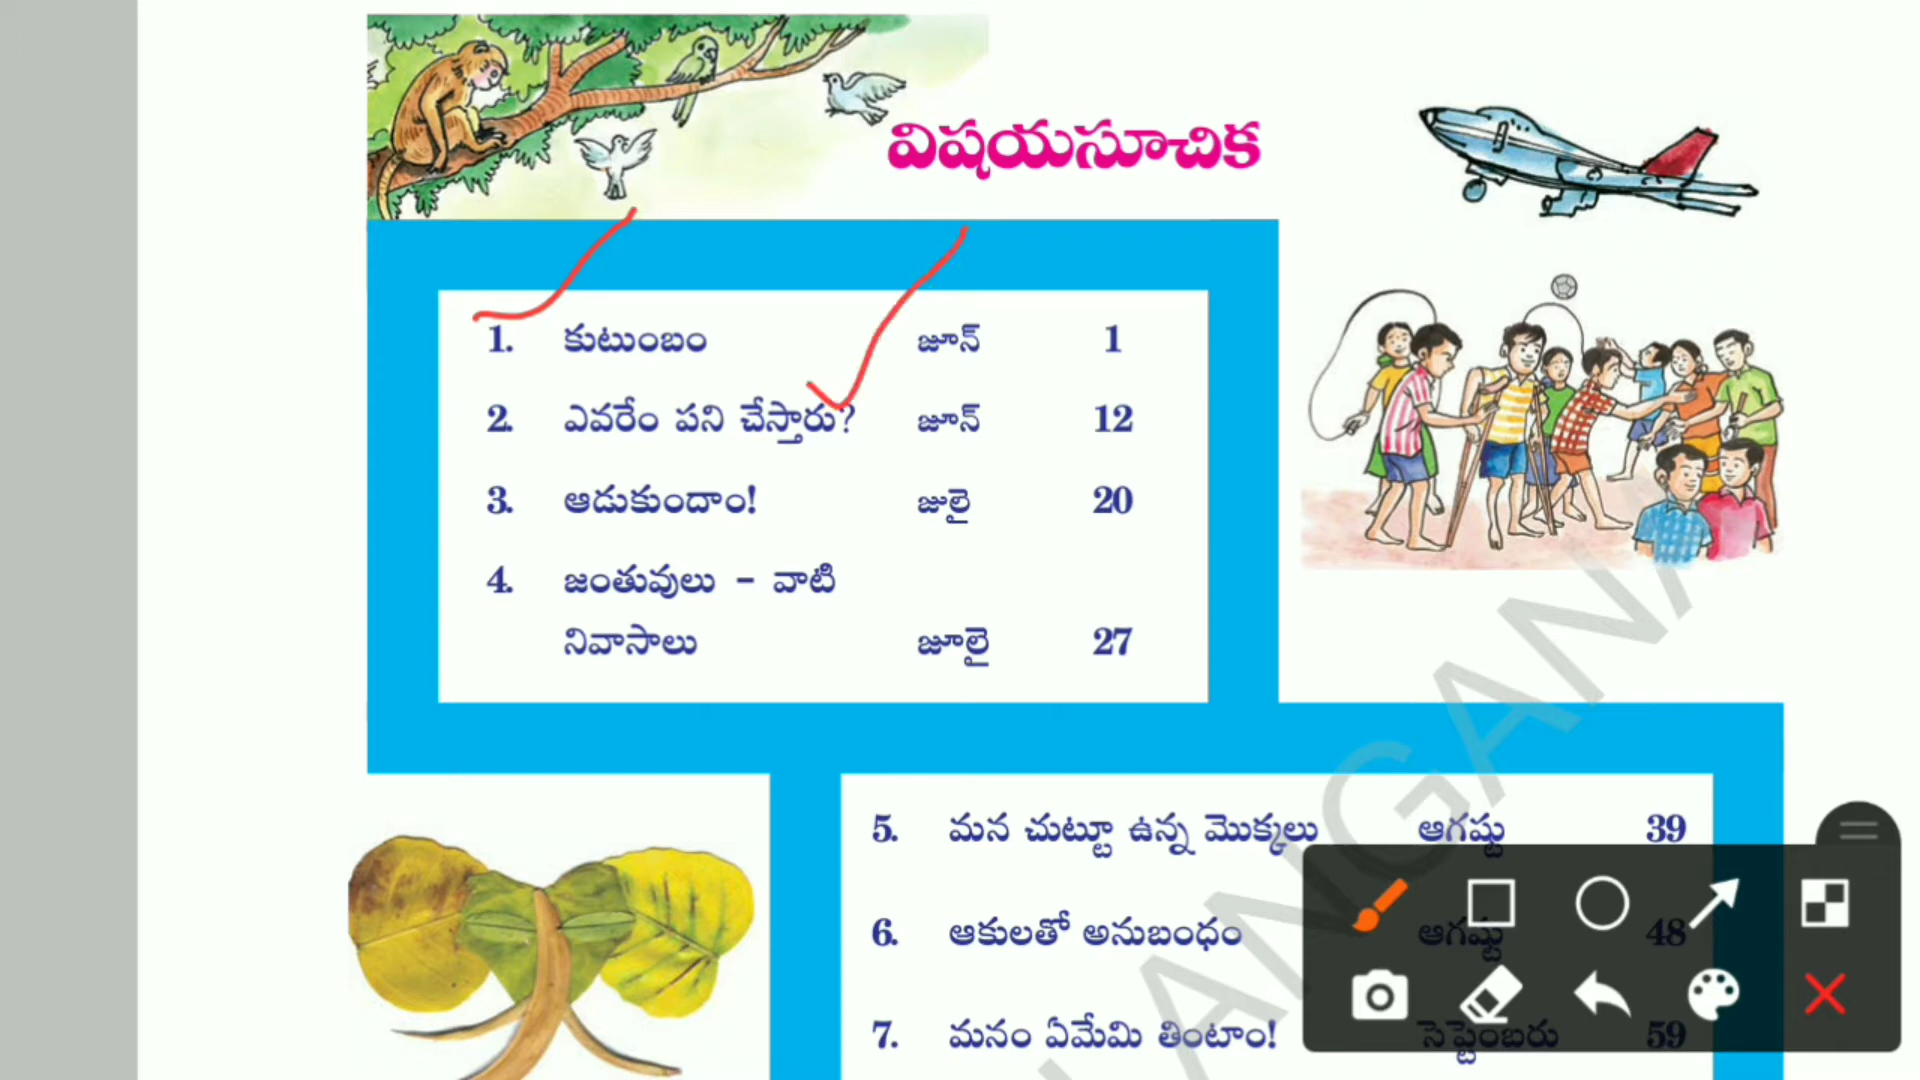 విషయసూచిక
1. కుటుంబం జూన్ 1
2. ఎవరేం పని చేస్తారు? జూన్ 12
3. ఆడుకుందాం! జులై 20
4. జంతువులు - వాటి
నివాసాలు జూలై 27
5. మన చుట్టూ ఉన్న మొక్కలు ఆగష్టు 39
6. ఆకులతో అనుబంధం ఆగష్టు 48
7. మనం ఏమేమి తింటాం! సెప్టెంబరు 59
LANGANA